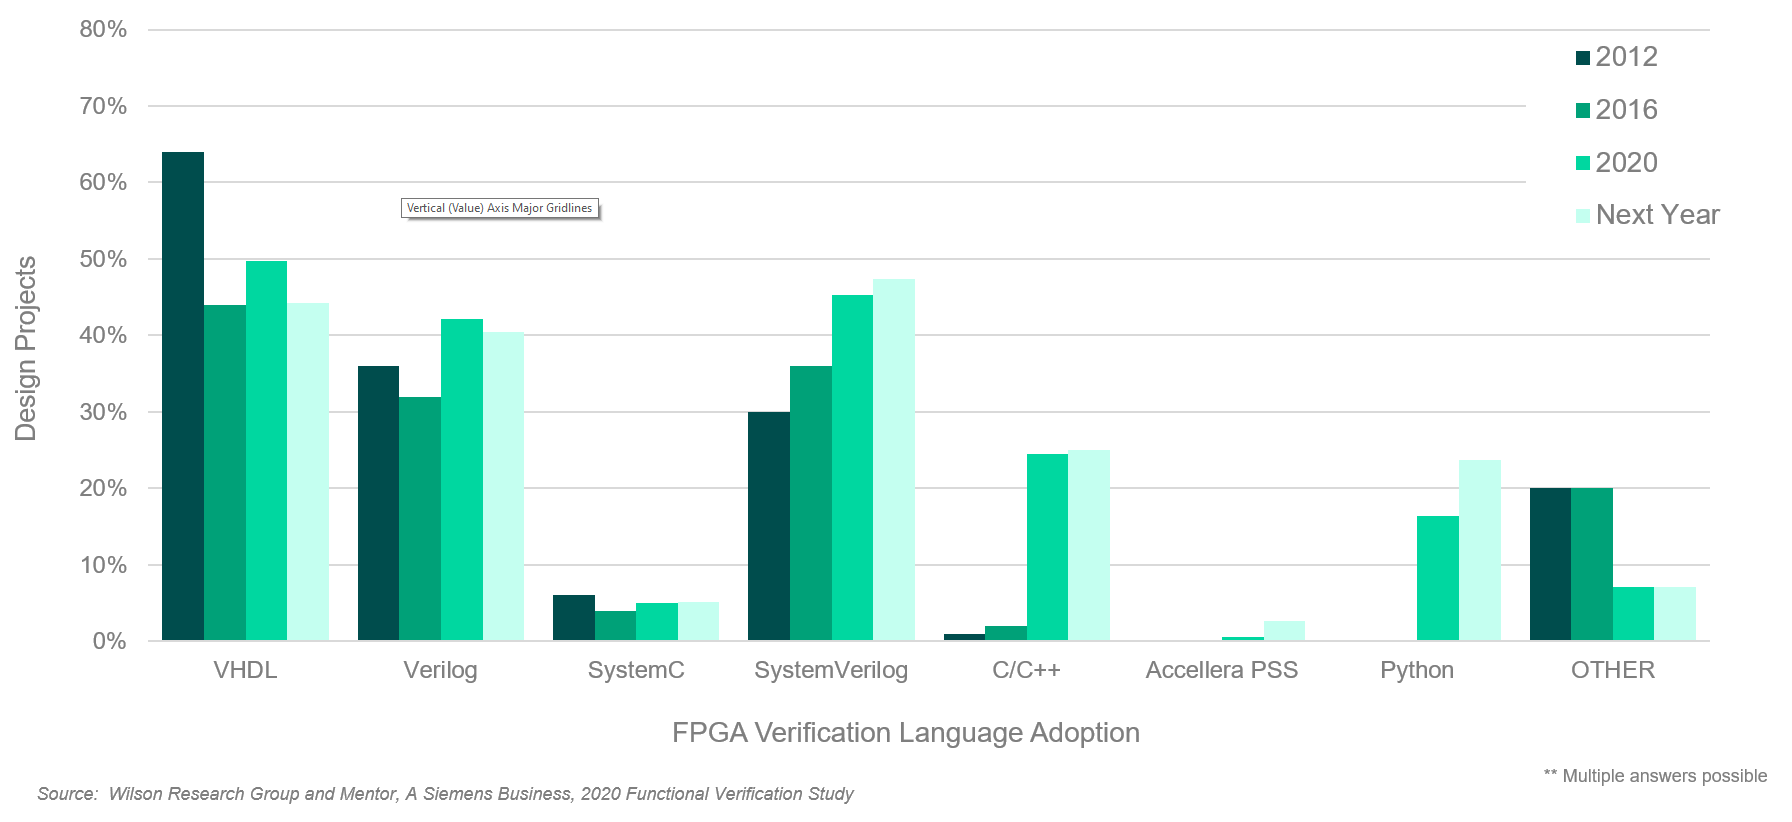 80%
70%
60%
50%
40%
30%
20%
10%
0%
Design Projects
2012
2016
2020
Next Year
Vertical (Value) Axis Major Gridlines
VHDL
Verilog
SystemC
SystemVerilog
C/C++
Accellera PSS
Python
OTHER
FPGA Verification Language Adoption
** Multiple answers possible
Source:  Wilson Research Group and Mentor, A Siemens Business, 2020 Functional Verification Study